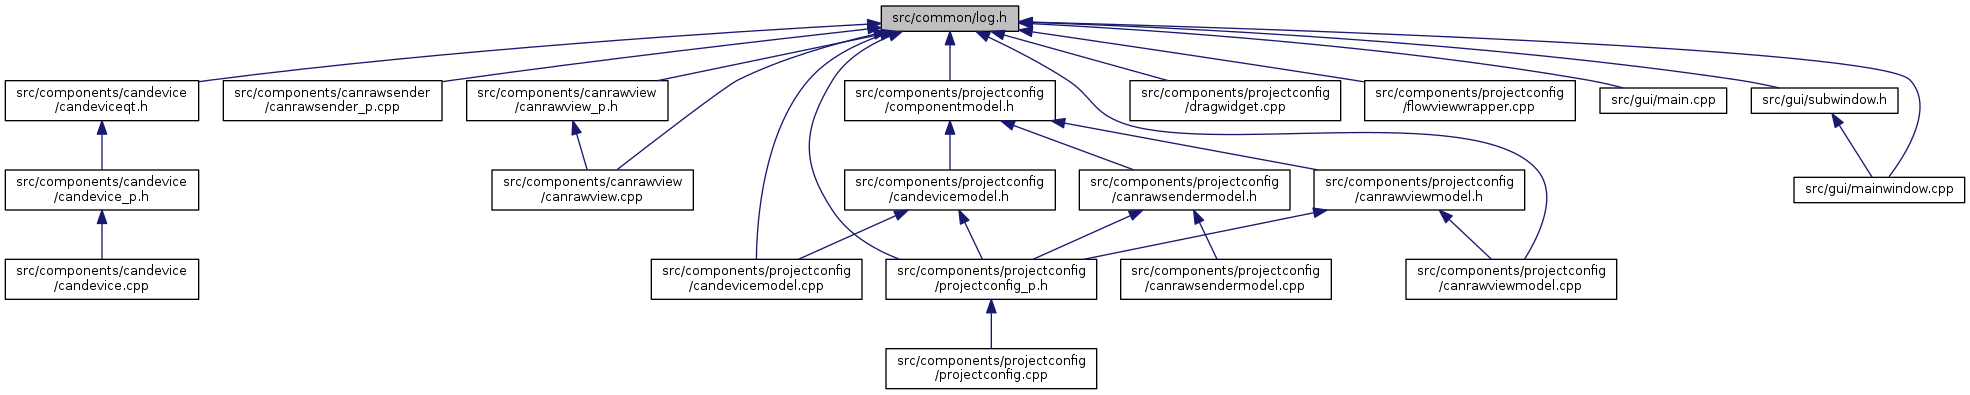 src/common/log.h
src/components/candevice
/candeviceqt.h
src/components/canrawsender
/canrawsender_p.cpp
src/components/canrawview
/canrawview_p.h
src/components/projectconfig
/componentmodel.h
src/components/projectconfig
/dragwidget.cpp
src/components/projectconfig
/flowviewwrapper.cpp
src/gui/main.cpp
src/gui/subwindow.h
src/components/candevice
/candevice_p.h
src/components/canrawview
/canrawview.cpp
src/components/projectconfig
/candevicemodel.h
src/components/projectconfig
/canrawsendermodel.h
src/components/projectconfig
/canrawviewmodel.h
src/gui/mainwindow.cpp
src/components/candevice
/candevice.cpp
src/components/projectconfig
/candevicemodel.cpp
src/components/projectconfig
/projectconfig_p.h
src/components/projectconfig
/canrawsendermodel.cpp
src/components/projectconfig
/canrawviewmodel.cpp
src/components/projectconfig
/projectconfig.cpp